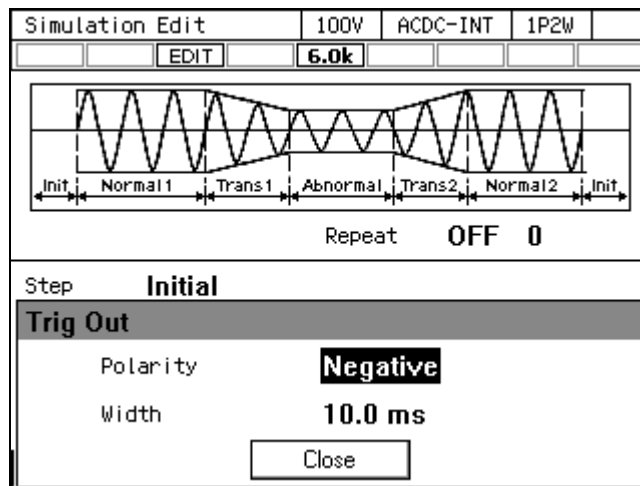 Simulation Edit 100V ACDC-INT 1P2W
EDIT 6.0k
Init Normal1 Trans1 Abnormal Trans2 Normal2 Init
Repeat OFF 0
Step Initial
Trig Out
Polarity Negative
Width 10.0 ms
Close